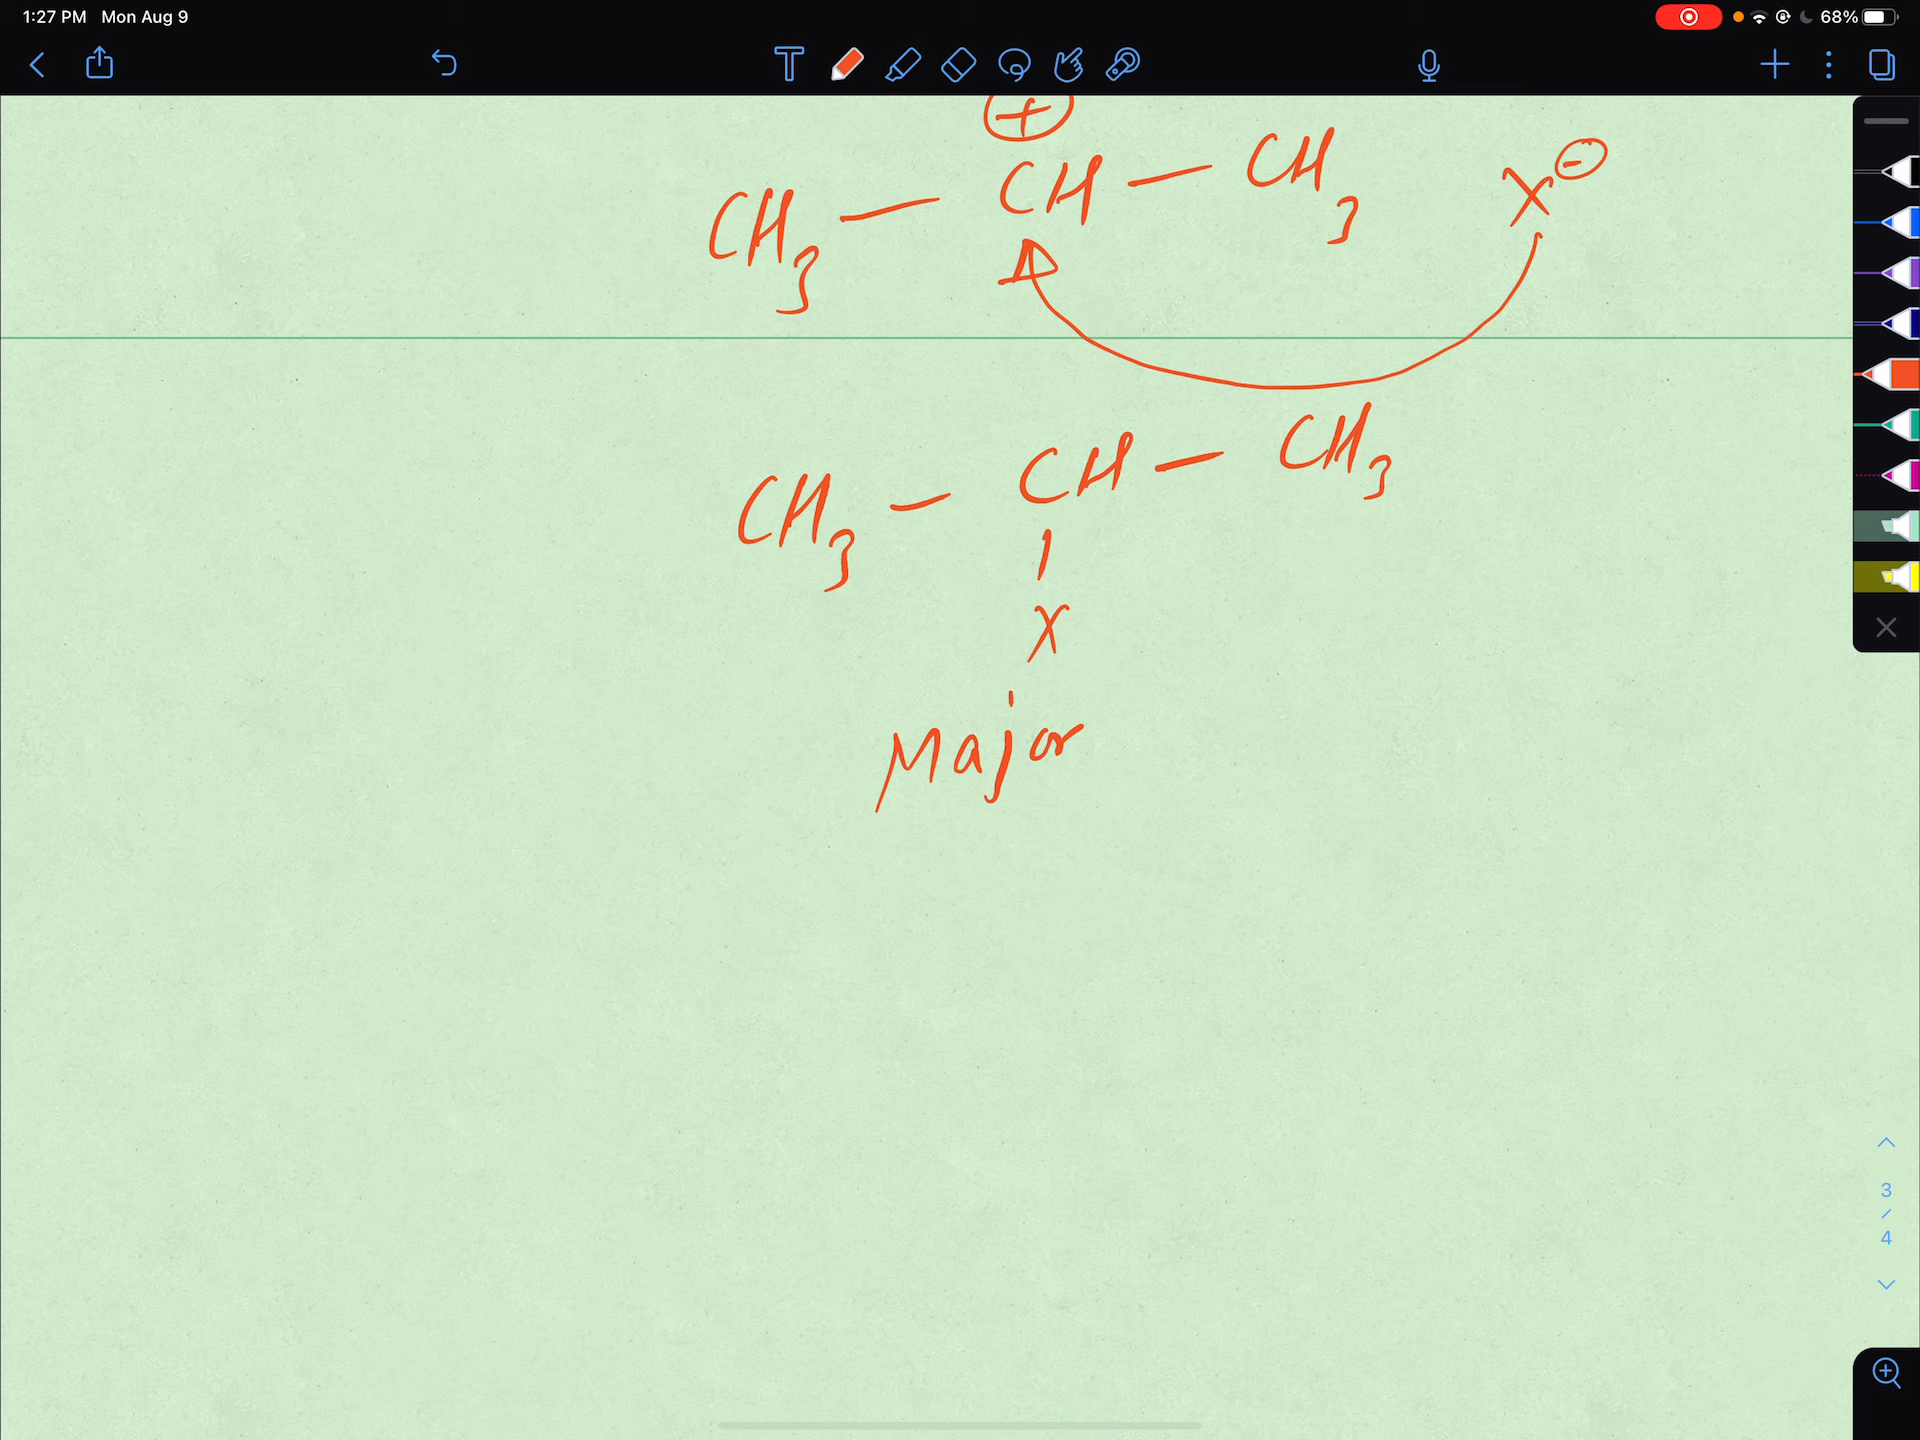 1:27 PM Mon Aug 9 68%
+
CH3 — CH — CH3 X-
CH3 - CH - CH3
|
X
Major
3
/
4